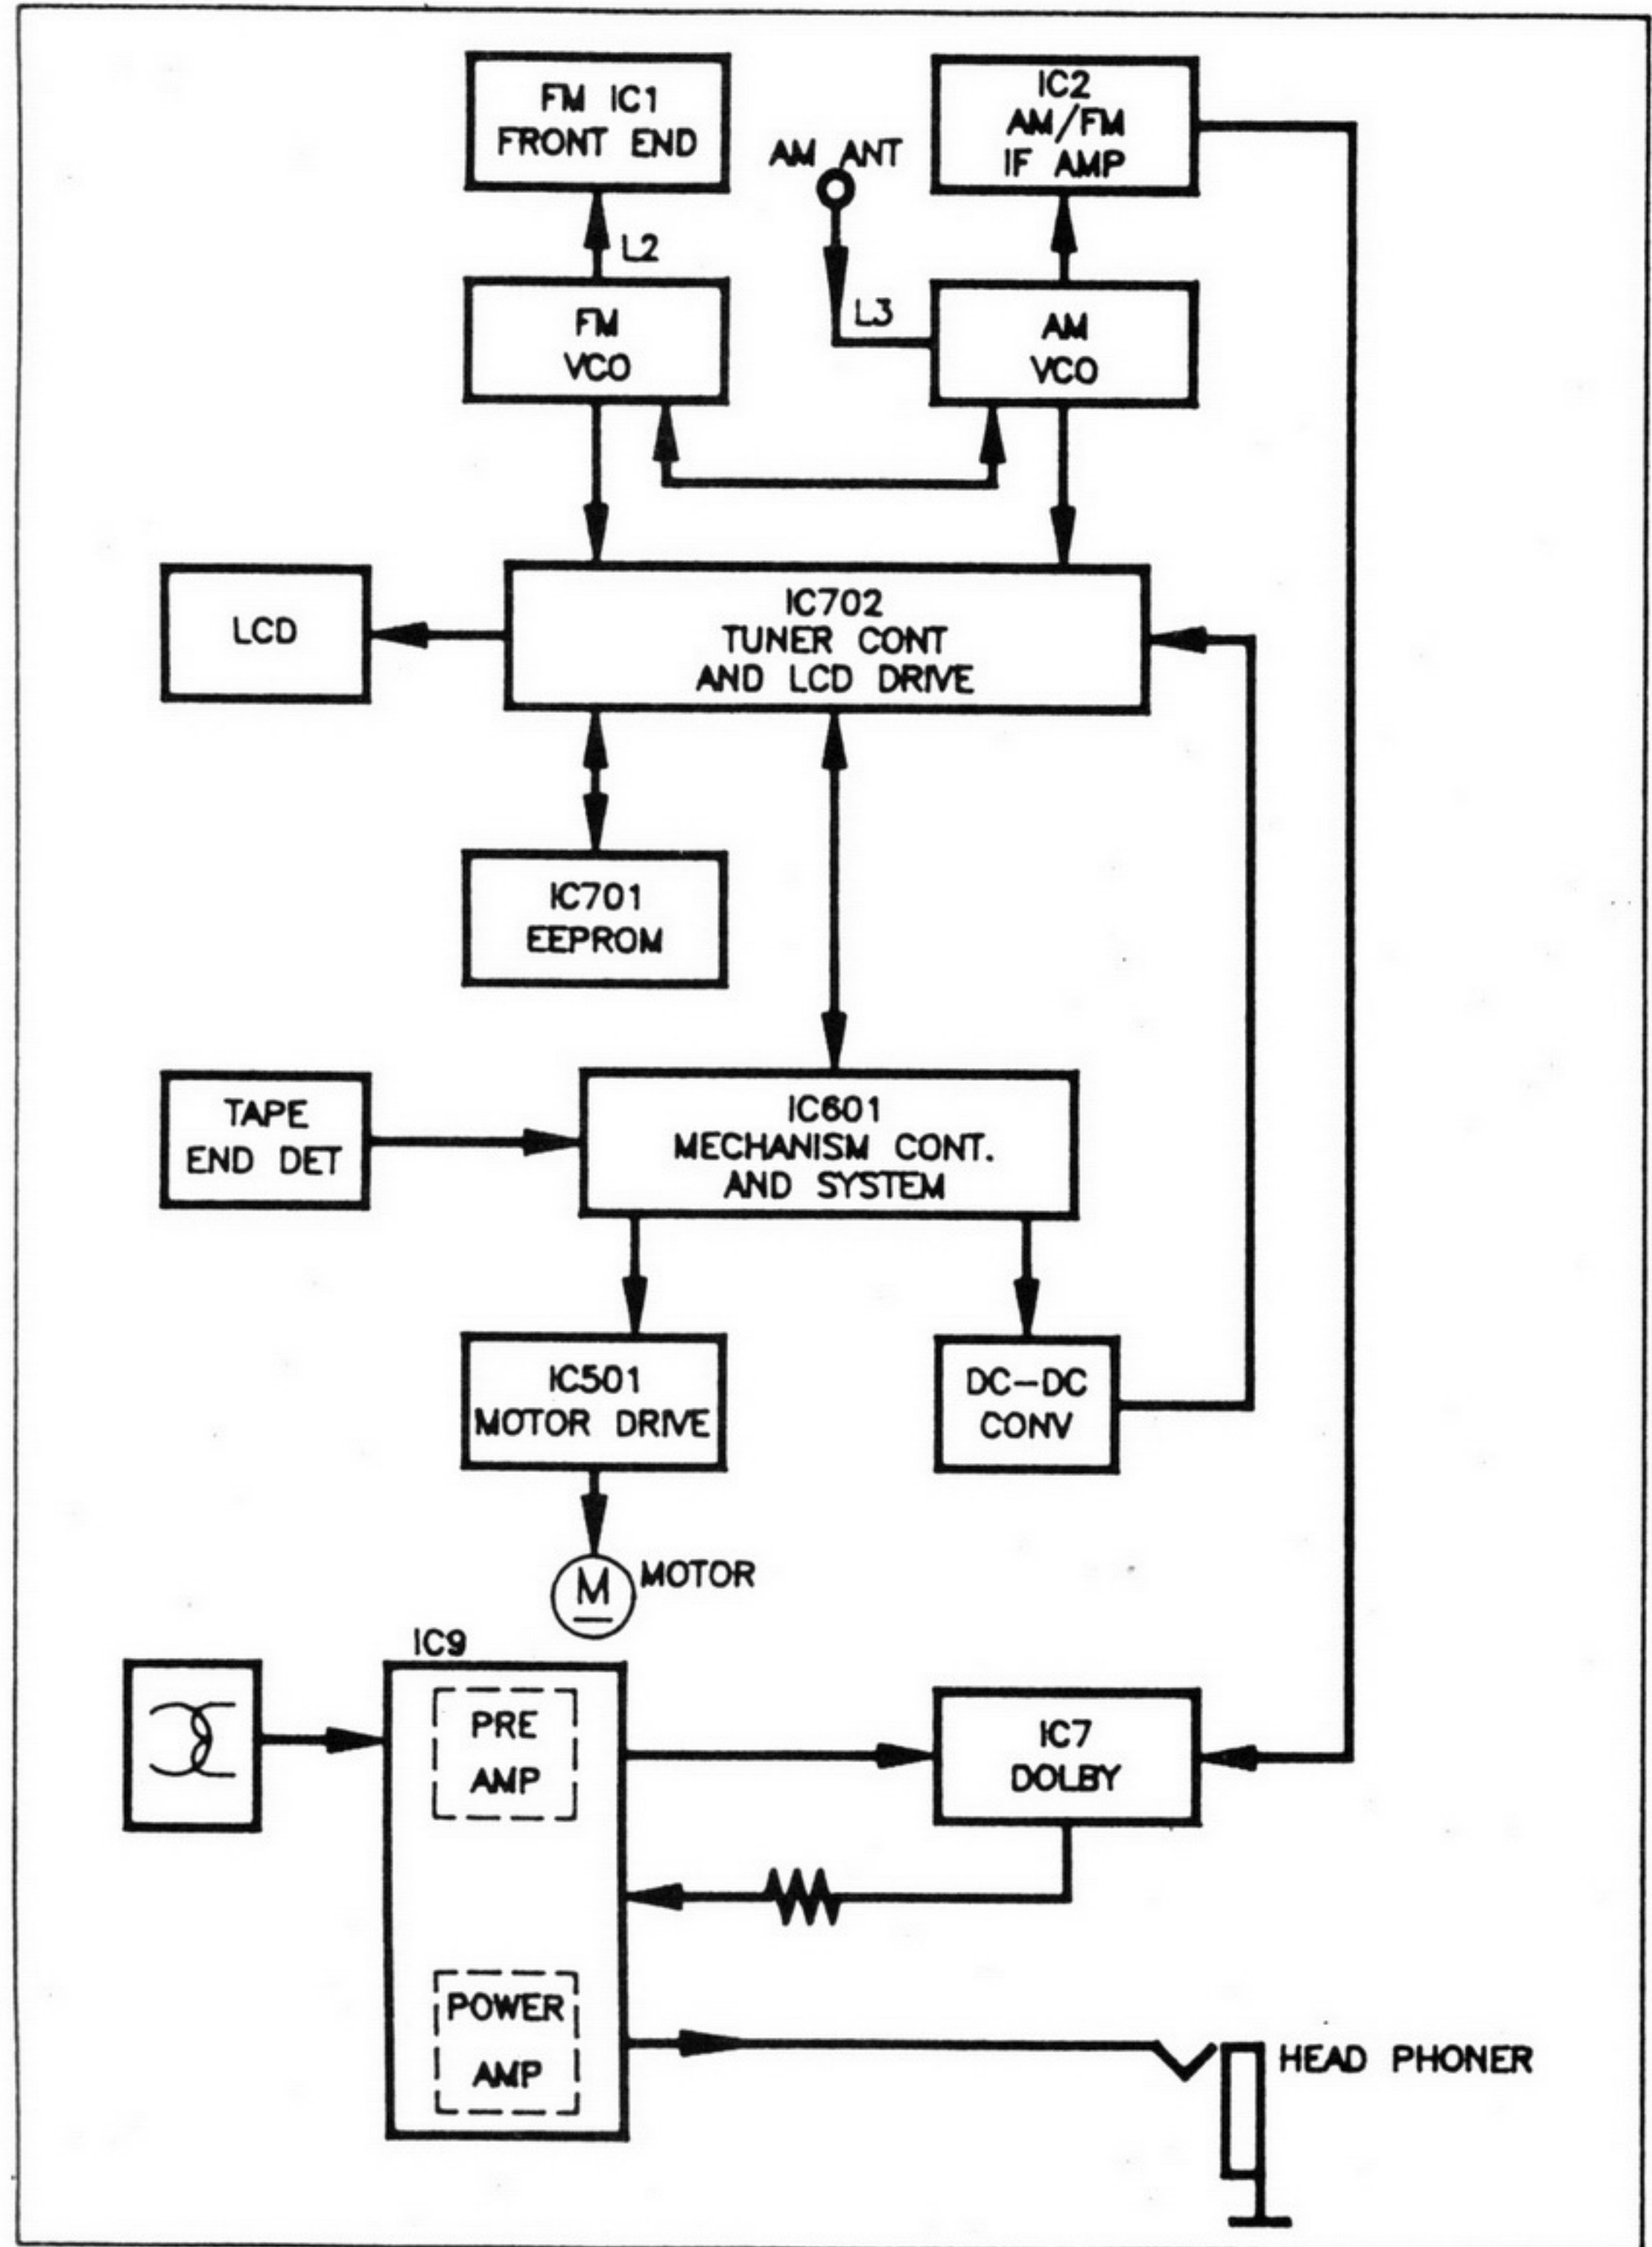 FM IC1
FRONT END
IC2
AM/FM
IF AMP
AM ANT
L2
L3
FM
VCO
AM
VCO
LCD
IC702
TUNER CONT
AND LCD DRIVE
IC701
EEPROM
TAPE
END DET
IC601
MECHANISM CONT.
AND SYSTEM
IC501
MOTOR DRIVE
DC-DC
CONV
M
MOTOR
IC9
PRE
AMP
IC7
DOLBY
POWER
AMP
HEAD PHONER